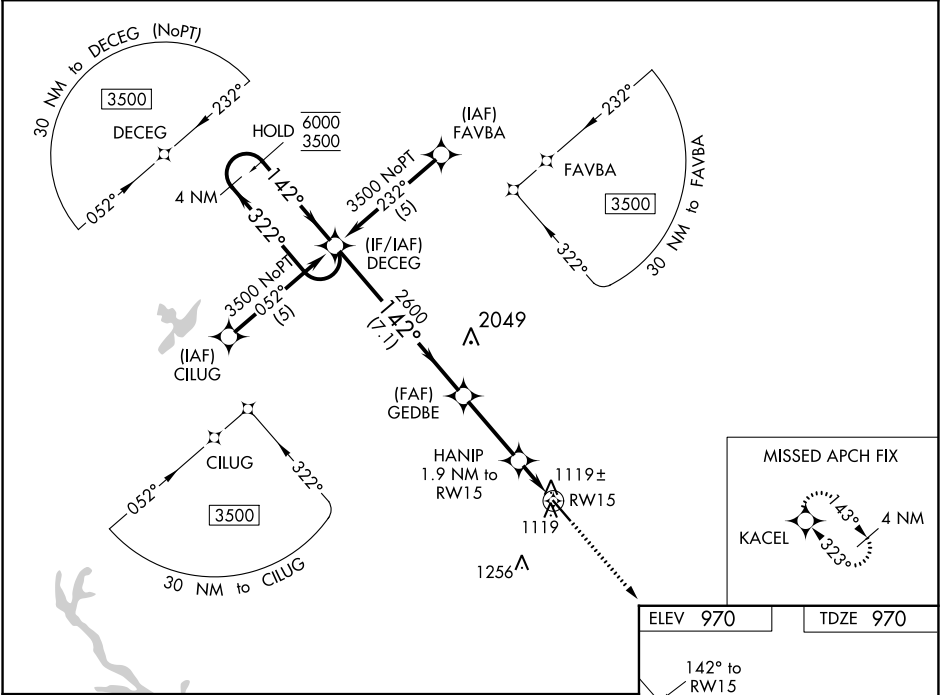 30 NM to DECEG (NoPT)
3500
DECEG
232°
052°
HOLD
6000
3500
4 NM
142°
322°
(IAF)
FAVBA
3500 NoPT
232°
(5)
(IF/IAF)
DECEG
3500 NoPT
052°
(5)
(IAF)
CILUG
232°
FAVBA
3500
322°
30 NM to FAVBA
2600
142°
(7.1)
2049
(FAF)
GEDBE
HANIP
1.9 NM to
RW15
1119±
RW15
1119
1256
CILUG
052°
322°
3500
30 NM to CILUG
MISSED APCH FIX
KACEL
143°
4 NM
323°
ELEV 970
TDZE 970
142° to
RW15